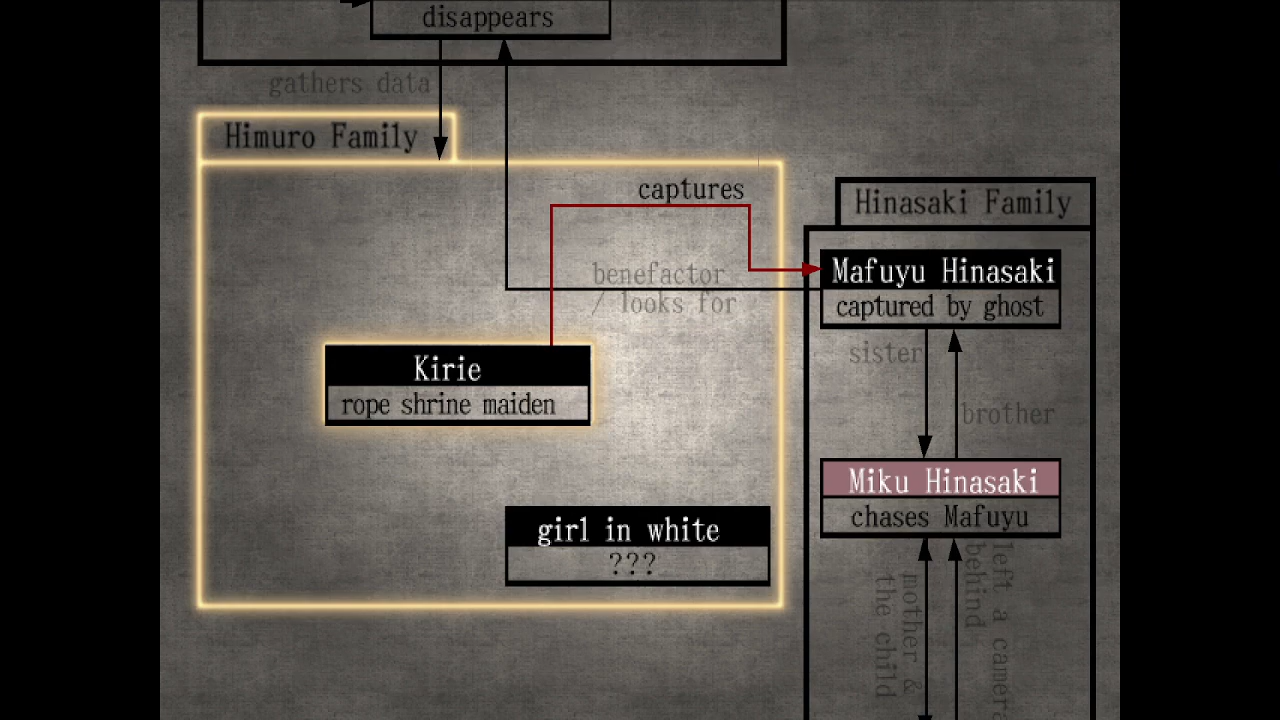 disappears
gathers data
Himuro Family
captures
Hinasaki Family
Mafuyu Hinasaki
captured by ghost
benefactor
/ looks for
sister
Kirie
rope shrine maiden
brother
Miku Hinasaki
chases Mafuyu
girl in white
???
mother &
the child
left a camera
behind